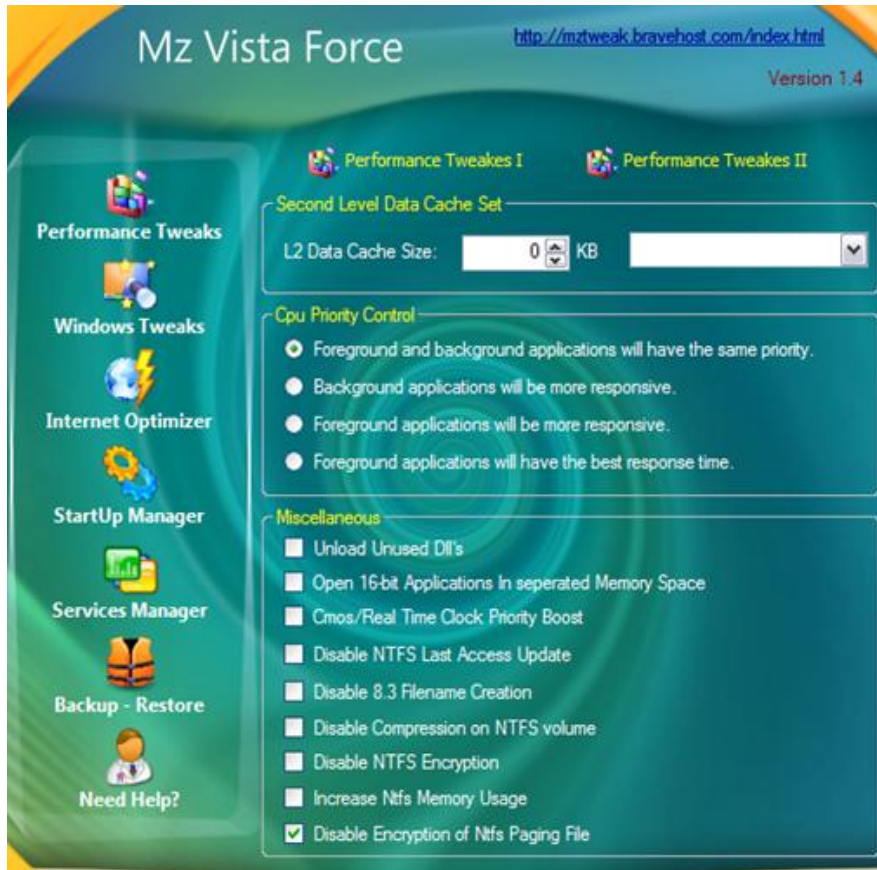 Mz Vista Force
http://mztweak.bravehost.com/index.html
Version 1.4
Performance Tweaks
Windows Tweaks
Internet Optimizer
StartUp Manager
Services Manager
Backup - Restore
Need Help?
Performance Tweakes I
Performance Tweakes II
Second Level Data Cache Set
L2 Data Cache Size: 0 KB
Cpu Priority Control
Foreground and background applications will have the same priority.
Background applications will be more responsive.
Foreground applications will be more responsive.
Foreground applications will have the best response time.
Miscellaneous
Unload Unused Dll's
Open 16-bit Applications In seperated Memory Space
Cmos/Real Time Clock Priority Boost
Disable NTFS Last Access Update
Disable 8.3 Filename Creation
Disable Compression on NTFS volume
Disable NTFS Encryption
Increase Ntfs Memory Usage
Disable Encryption of Ntfs Paging File